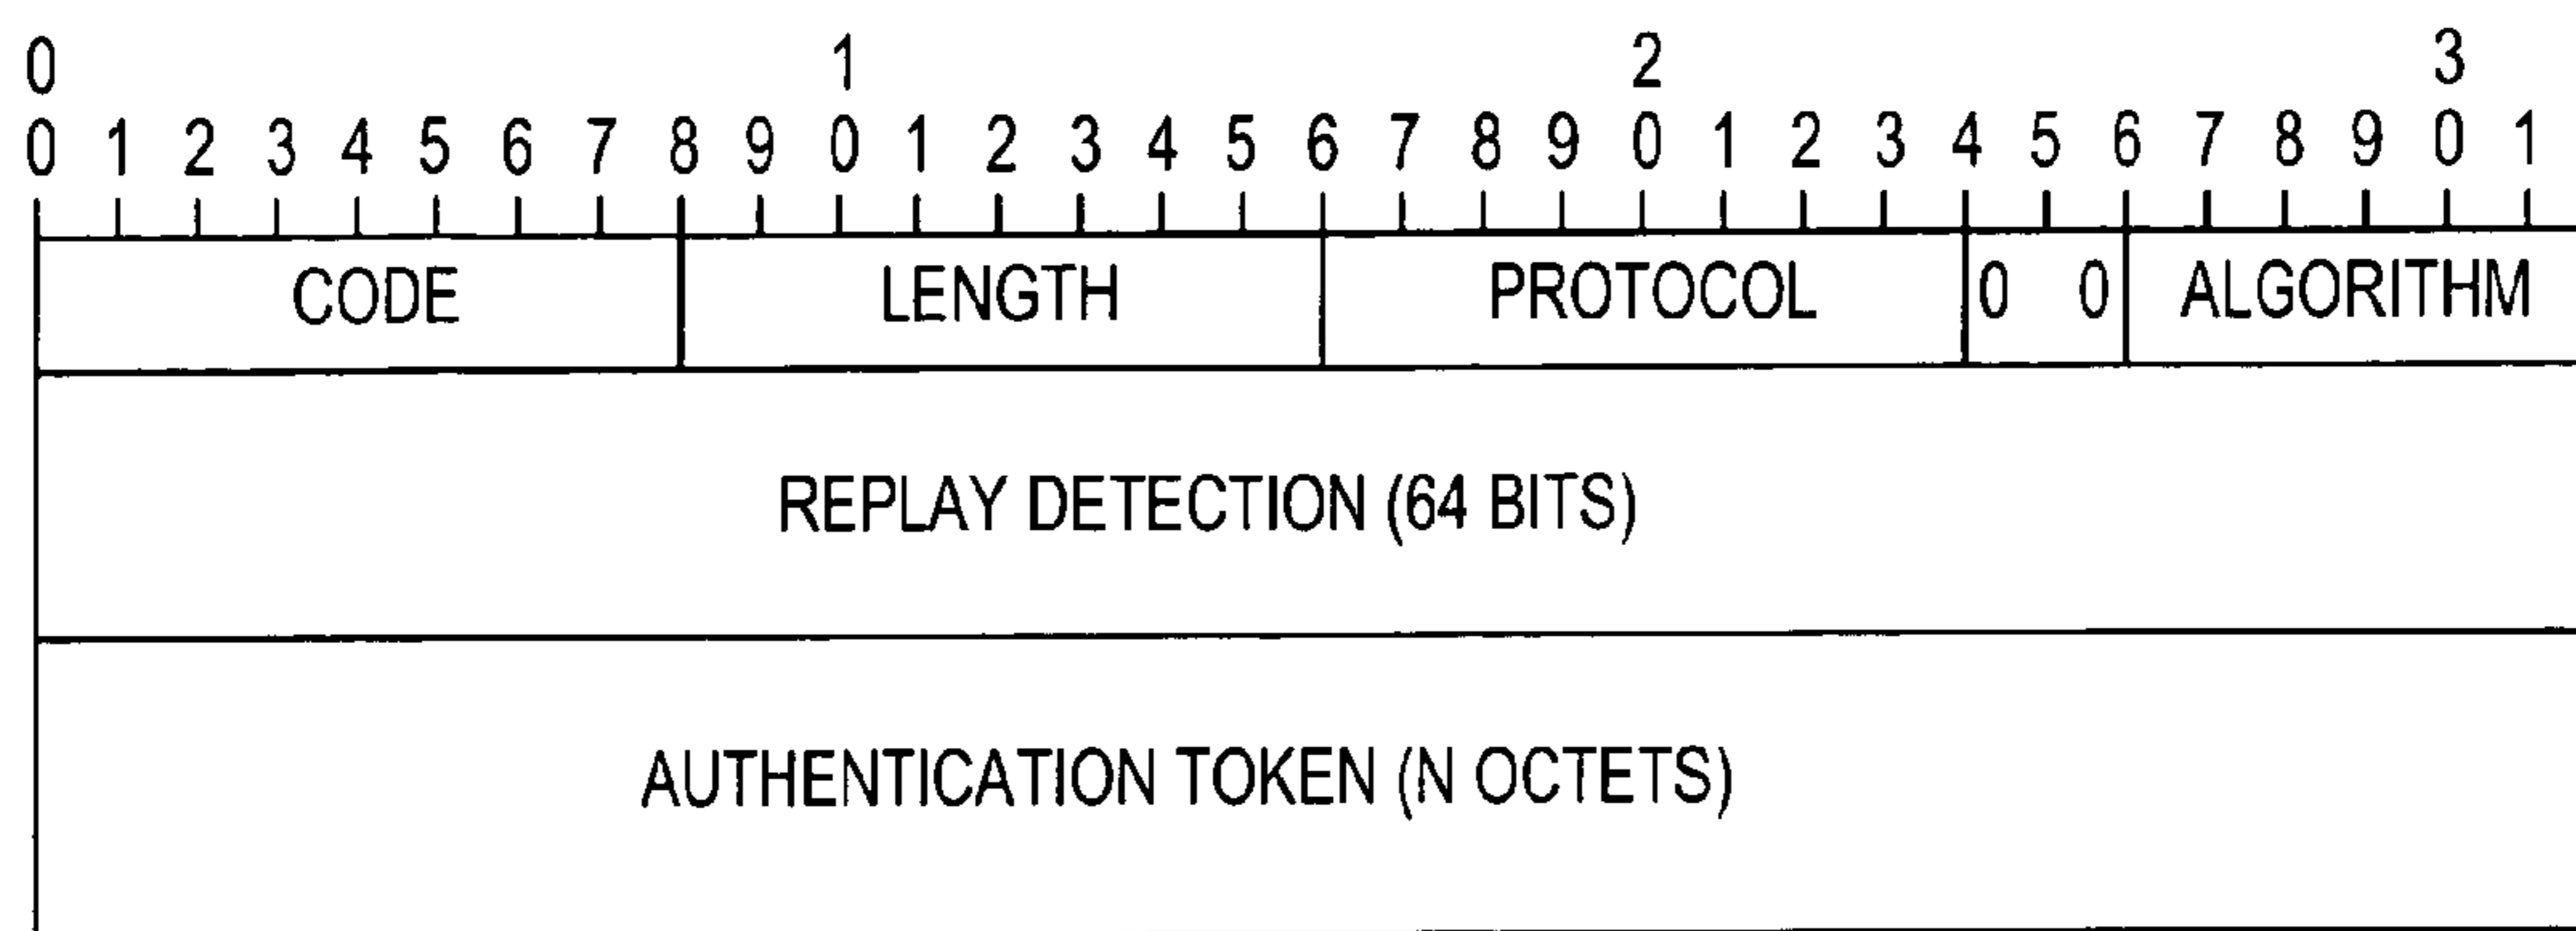 0 1 2 3
0 1 2 3 4 5 6 7 8 9 0 1 2 3 4 5 6 7 8 9 0 1 2 3 4 5 6 7 8 9 0 1
CODE LENGTH PROTOCOL 0 0 ALGORITHM
REPLAY DETECTION (64 BITS)
AUTHENTICATION TOKEN (N OCTETS)